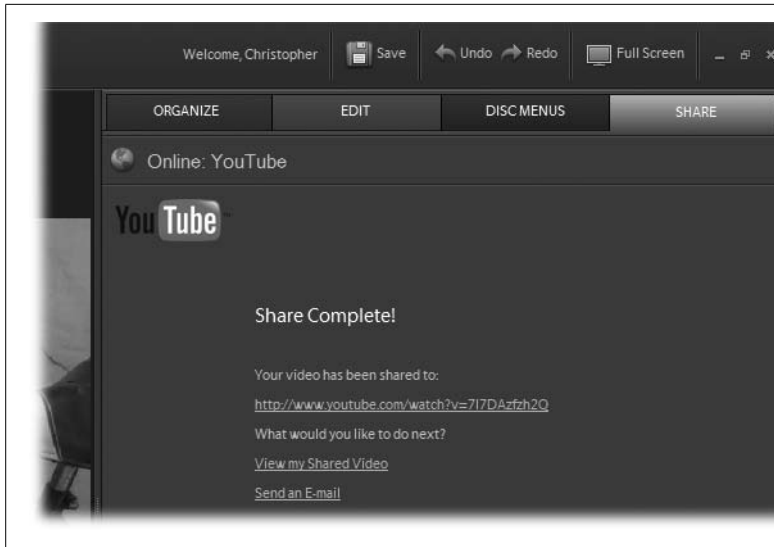 Welcome, Christopher Save Undo Redo Full Screen
ORGANIZE EDIT DISC MENUS SHARE
Online: YouTube
YouTube
Share Complete!
Your video has been shared to:
http://www.youtube.com/watch?v=7I7DAzfzh2Q
What would you like to do next?
View my Shared Video
Send an E-mail